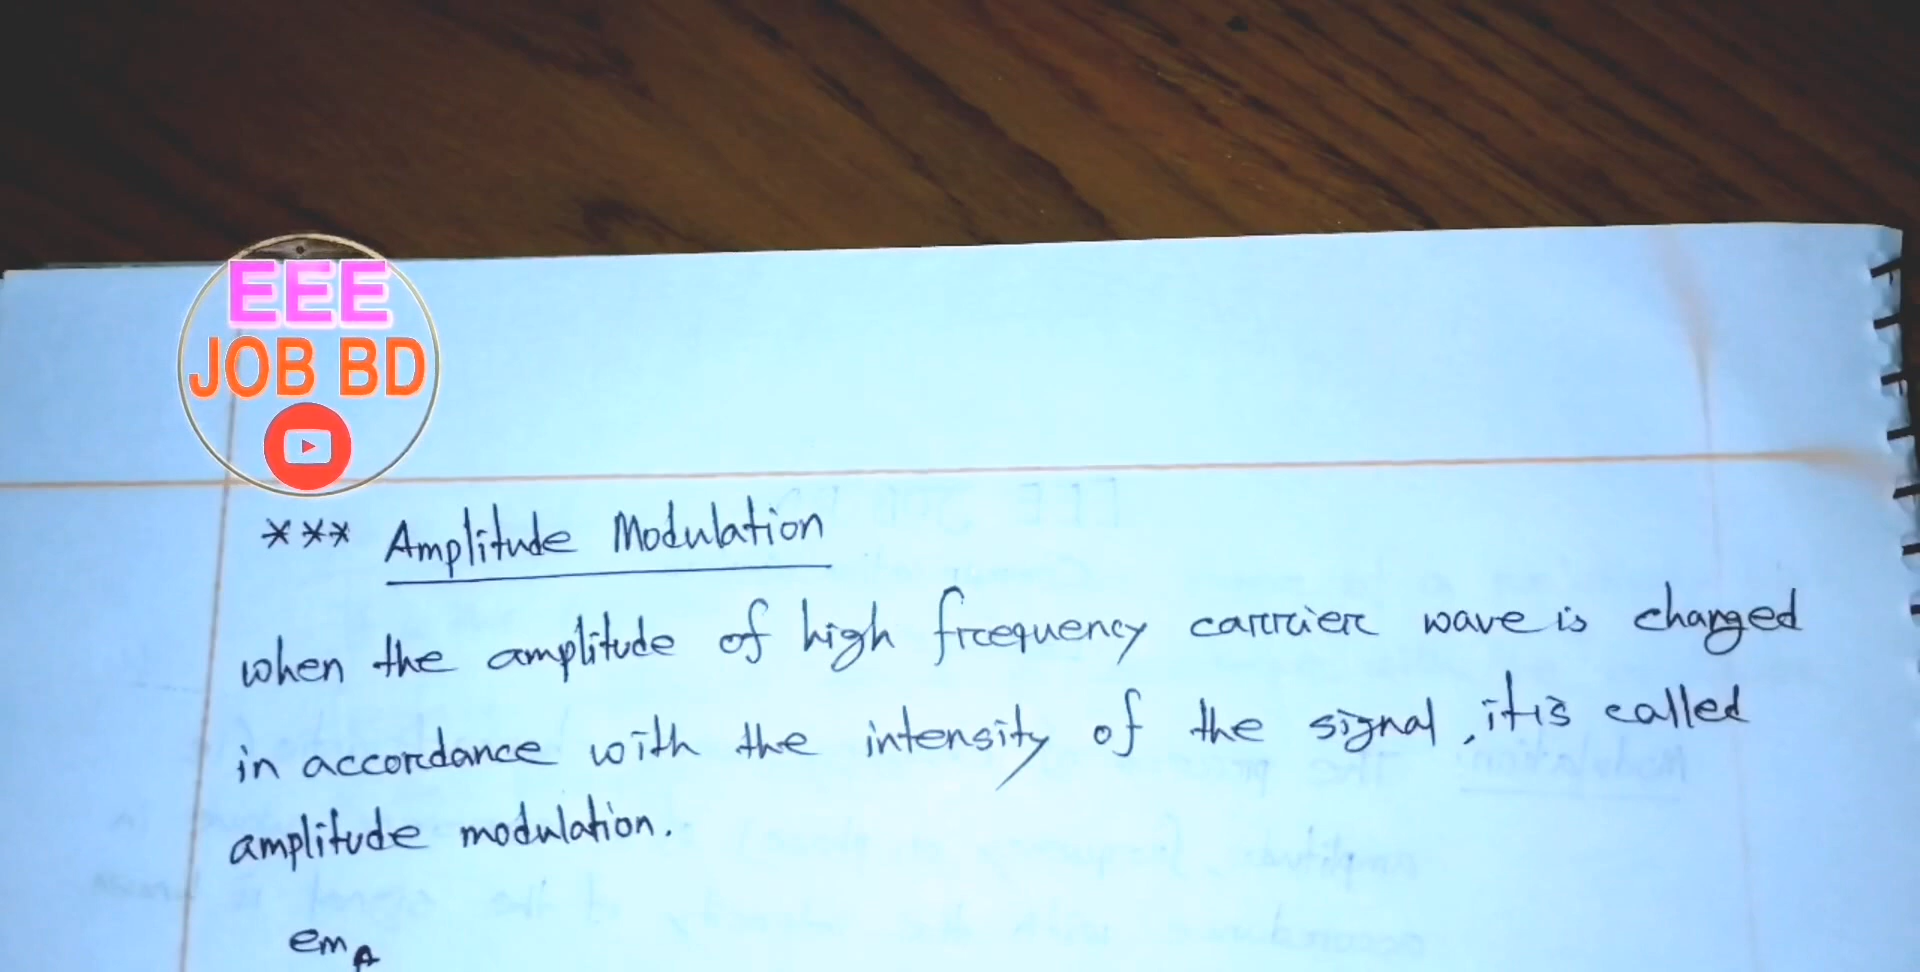 EEE
JOB BD
*** Amplitude Modulation
when the amplitude of high frequency carrier wave is changed
in accordance with the intensity of the signal, it is called
amplitude modulation.
em